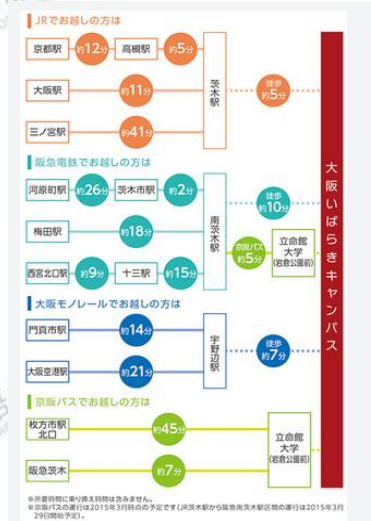 JRでお越しの方は
京都駅 約12分 高槻駅 約5分
大阪駅 約11分
三ノ宮駅 約41分
茨木駅
徒歩
約5分
阪急電鉄でお越しの方は
河原町駅 約26分 茨木市駅 約2分
梅田駅 約18分
西宮北口駅 約9分 十三駅 約15分
南茨木駅
徒歩
約10分
京阪バス
約5分
立命館
大学
(岩倉公園前)
大阪モノレールでお越しの方は
門真市駅 約14分
大阪空港駅 約21分
宇野辺駅
徒歩
約7分
京阪バスでお越しの方は
枚方市駅
北口
約45分
阪急茨木 約7分
立命館
大学
(岩倉公園前)
大阪いばらきキャンパス
※所要時間に乗り換え時間は含みません。
※京阪バスの運行は2015年3月時点の予定です(JR茨木駅から阪急南茨木駅区間の運行は2015年3月
29日開始予定)。